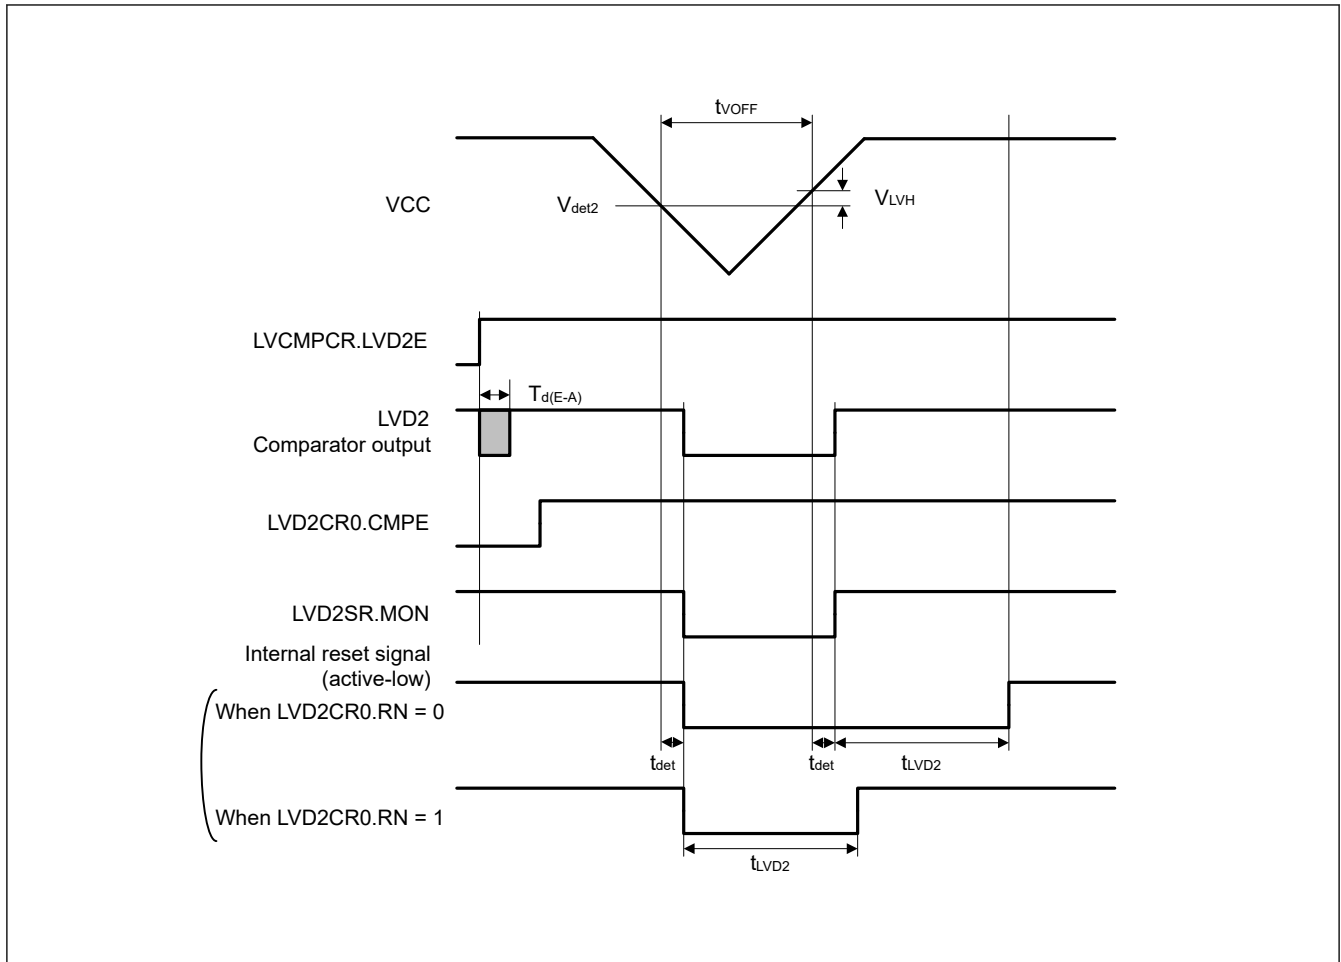 tVOFF
VCC
Vdet2
VLVH
LVCMPCR.LVD2E
Td(E-A)
LVD2
Comparator output
LVD2CR0.CMPE
LVD2SR.MON
Internal reset signal
(active-low)
When LVD2CR0.RN = 0
tdet
tdet
tLVD2
When LVD2CR0.RN = 1
tLVD2